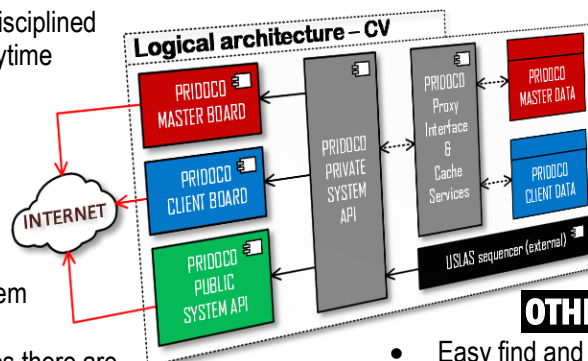 isciplined
ytime
Logical architecture – CV
PRIDOCO
MASTER BOARD
PRIDOCO
CLIENT BOARD
PRIDOCO
PUBLIC
SYSTEM API
INTERNET
PRIDOCO
PRIVATE
SYSTEM
API
PRIDOCO
Proxy
Interface
&
Cache
Services
PRIDOCO
MASTER DATA
PRIDOCO
CLIENT DATA
USLAS sequencer (external)
em
es there are
OTH
• Easy find and